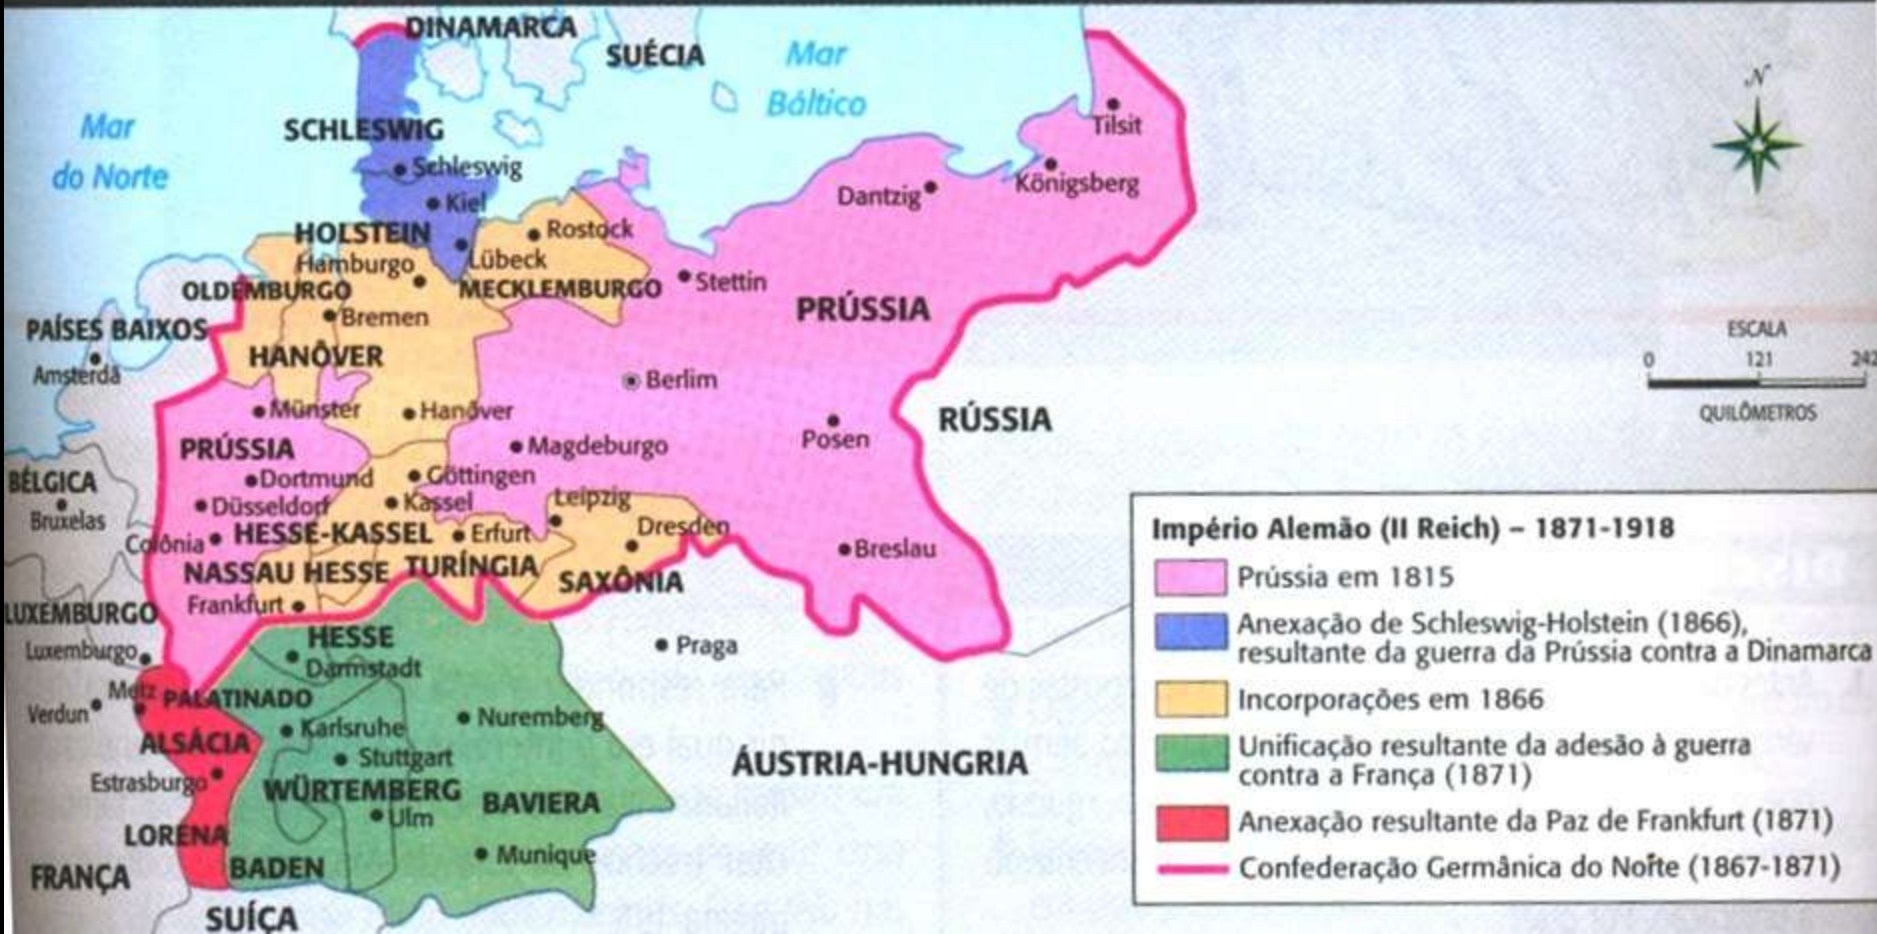 DINAMARCA
SUÉCIA
Mar
Báltico
Mar
do Norte
SCHLESWIG
Schleswig
Kiel
HOLSTEIN
Hamburgo
Lübeck
Rostock
OLDEMBURGO
MECKLEMBURGO
Stettin
Dantzig
Tilsit
Königsberg
N
PRÚSSIA
PAÍSES BAIXOS
Amsterdã
Bremen
HANÔVER
Berlim
Münster
Hanôver
Posen
RÚSSIA
ESCALA
0 121 242
QUILÔMETROS
PRÚSSIA
Magdeburgo
BÉLGICA
Bruxelas
Dortmund
Göttingen
Düsseldorf
Kassel
Leipzig
Colônia
HESSE-KASSEL
Erfurt
Dresden
Breslau
NASSAU HESSE
TURÍNGIA
SAXÔNIA
Frankfurt
LUXEMBURGO
Luxemburgo
HESSE
Darmstadt
Praga
Metz
PALATINADO
Verdun
Karlsruhe
Nuremberg
ALSÁCIA
Stuttgart
Estrasburgo
WÜRTEMBERG
BAVIERA
ÁUSTRIA-HUNGRIA
Ulm
LORENA
Munique
BADEN
FRANÇA
SUÍÇA
Império Alemão (II Reich) – 1871-1918
Prússia em 1815
Anexação de Schleswig-Holstein (1866),
resultante da guerra da Prússia contra a Dinamarca
Incorporações em 1866
Unificação resultante da adesão à guerra
contra a França (1871)
Anexação resultante da Paz de Frankfurt (1871)
Confederação Germânica do Norte (1867-1871)